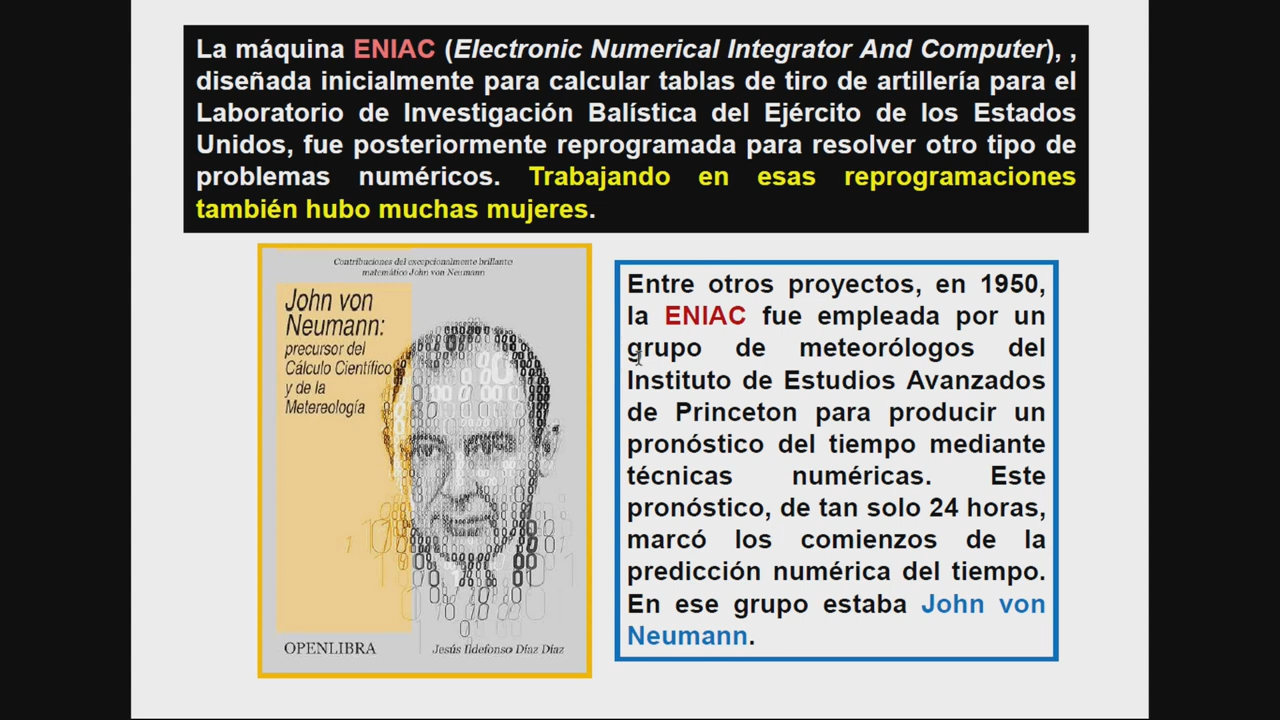 La máquina ENIAC (Electronic Numerical Integrator And Computer), ,
diseñada inicialmente para calcular tablas de tiro de artillería para el
Laboratorio de Investigación Balística del Ejército de los Estados
Unidos, fue posteriormente reprogramada para resolver otro tipo de
problemas numéricos. Trabajando en esas reprogramaciones
también hubo muchas mujeres.
Contribuciones del excepcionalmente brillante
matemático John von Neumann
John von
Neumann:
precursor del
Cálculo Científico
y de la
Metereología
OPENLIBRA
Jesús Ildefonso Díaz Díaz
Entre otros proyectos, en 1950,
la ENIAC fue empleada por un
grupo de meteorólogos del
Instituto de Estudios Avanzados
de Princeton para producir un
pronóstico del tiempo mediante
técnicas numéricas. Este
pronóstico, de tan solo 24 horas,
marcó los comienzos de la
predicción numérica del tiempo.
En ese grupo estaba John von
Neumann.